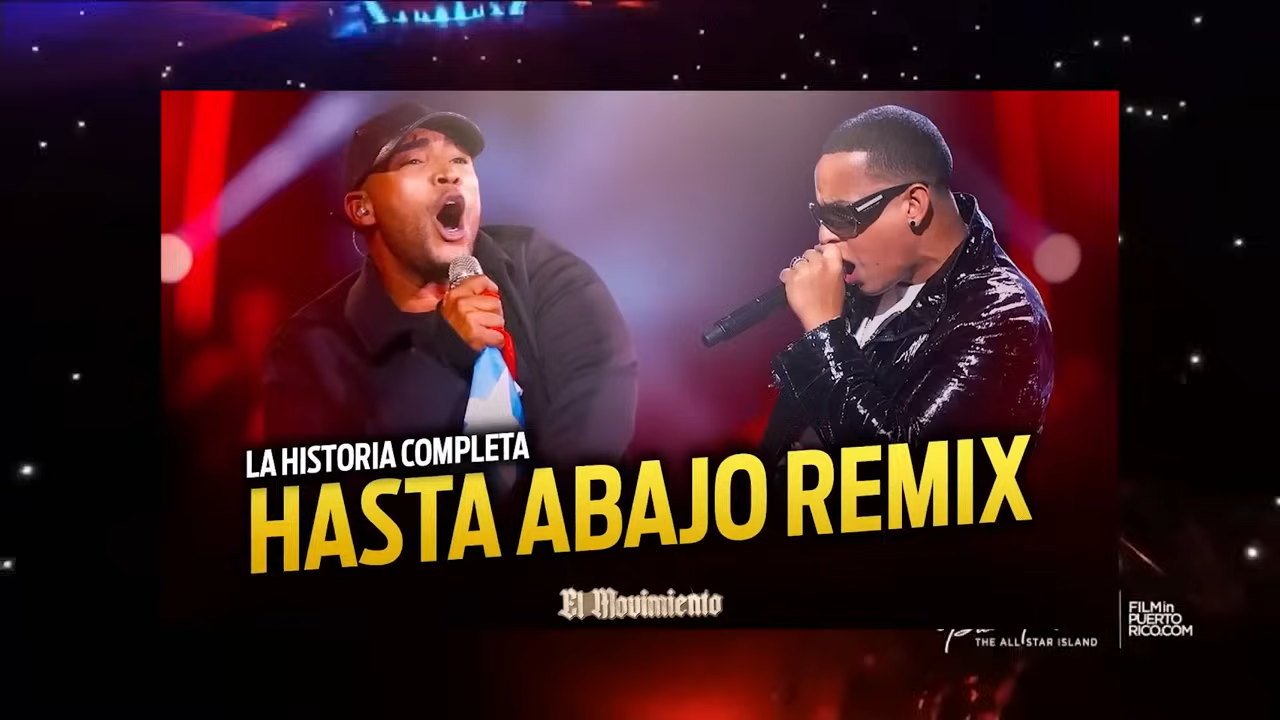 LA HISTORIA COMPLETA
HASTA ABAJO REMIX
El Movimiento
THE ALL STAR ISLAND
FILM in
PUERTO
RICO.COM